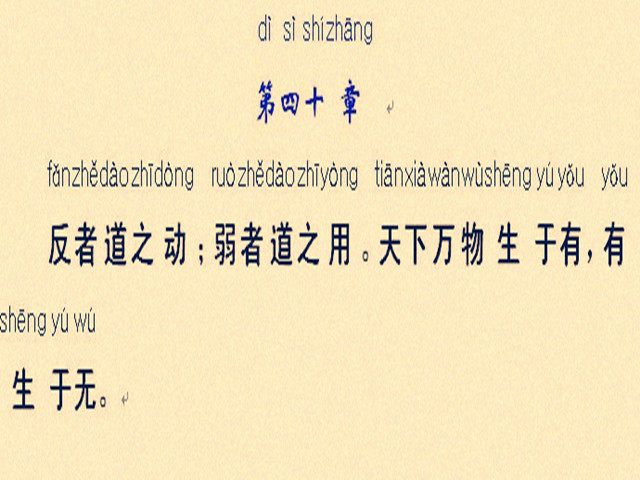 dì sì shízhāng
第四十 章
fǎnzhědàozhīdòng ruòzhědàozhīyòng tiānxiàwànwùshēng yú yǒu yǒu
反者道之动；弱者道之用。天下万物 生 于有，有
shēng yú wú
生 于无。